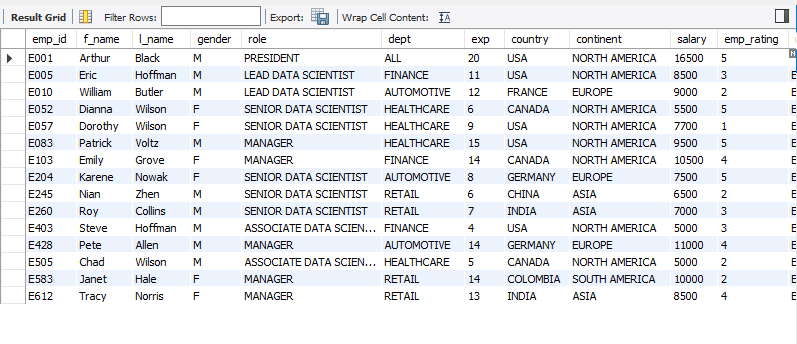 Result Grid Filter Rows: Export: Wrap Cell Content: IA
emp_id f_name l_name gender role dept exp country continent salary emp_rating
E001 Arthur Black M PRESIDENT ALL 20 USA NORTH AMERICA 16500 5
E005 Eric Hoffman M LEAD DATA SCIENTIST FINANCE 11 USA NORTH AMERICA 8500 3
E010 William Butler M LEAD DATA SCIENTIST AUTOMOTIVE 12 FRANCE EUROPE 9000 2
E052 Dianna Wilson F SENIOR DATA SCIENTIST HEALTHCARE 6 CANADA NORTH AMERICA 5500 5
E057 Dorothy Wilson F SENIOR DATA SCIENTIST HEALTHCARE 9 USA NORTH AMERICA 7700 1
E083 Patrick Voltz M MANAGER HEALTHCARE 15 USA NORTH AMERICA 9500 5
E103 Emily Grove F MANAGER FINANCE 14 CANADA NORTH AMERICA 10500 4
E204 Karene Nowak F SENIOR DATA SCIENTIST AUTOMOTIVE 8 GERMANY EUROPE 7500 5
E245 Nian Zhen M SENIOR DATA SCIENTIST RETAIL 6 CHINA ASIA 6500 2
E260 Roy Collins M SENIOR DATA SCIENTIST RETAIL 7 INDIA ASIA 7000 3
E403 Steve Hoffman M ASSOCIATE DATA SCIEN... FINANCE 4 USA NORTH AMERICA 5000 3
E428 Pete Allen M MANAGER AUTOMOTIVE 14 GERMANY EUROPE 11000 4
E505 Chad Wilson M ASSOCIATE DATA SCIEN... HEALTHCARE 5 CANADA NORTH AMERICA 5000 2
E583 Janet Hale F MANAGER RETAIL 14 COLOMBIA SOUTH AMERICA 10000 2
E612 Tracy Norris F MANAGER RETAIL 13 INDIA ASIA 8500 4